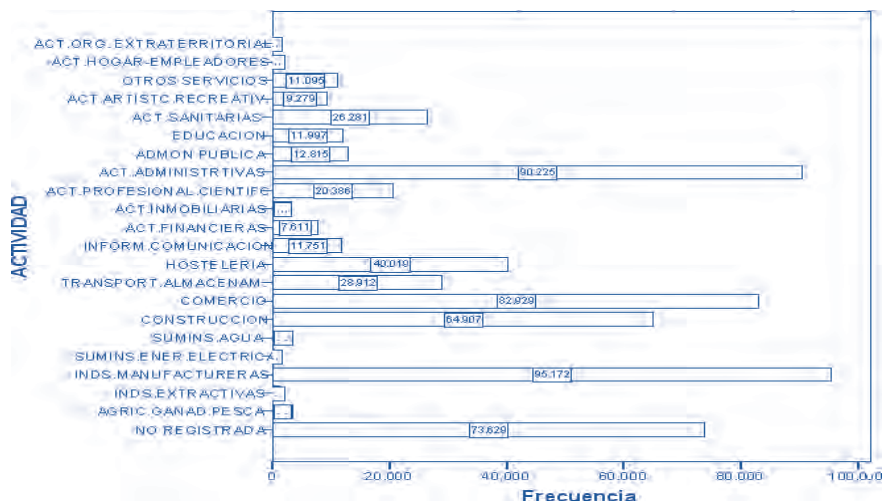 ACT.ORG.EXTRATERRITORIAL
ACT.HOGAR-EMPLEADORES
OTROS SERVICIOS 11.095
ACT.ARTISTC.RECREATIV. 9.279
ACT.SANITARIAS 26.281
EDUCACION 11.997
ADMON PUBLICA 12.815
ACT.ADMINISTRTIVAS 90.225
ACT.PROFESIONAL.CIENTIFC 20.386
ACT.INMOBILIARIAS ...
ACT.FINANCIERAS 7.611
INFORM.COMUNICACION 11.751
HOSTELERIA 40.018
TRANSPORT.ALMACENAM 28.912
COMERCIO 82.929
CONSTRUCCION 64.907
SUMINS.AGUA ...
SUMINS.ENER.ELECTRICA
INDS.MANUFACTURERAS 95.172
INDS.EXTRACTIVAS
AGRIC.GANAD.PESCA ...
NO REGISTRADA 73.629
ACTIVIDAD
0 20.000 40.000 60.000 80.000 100.000
Frecuencia